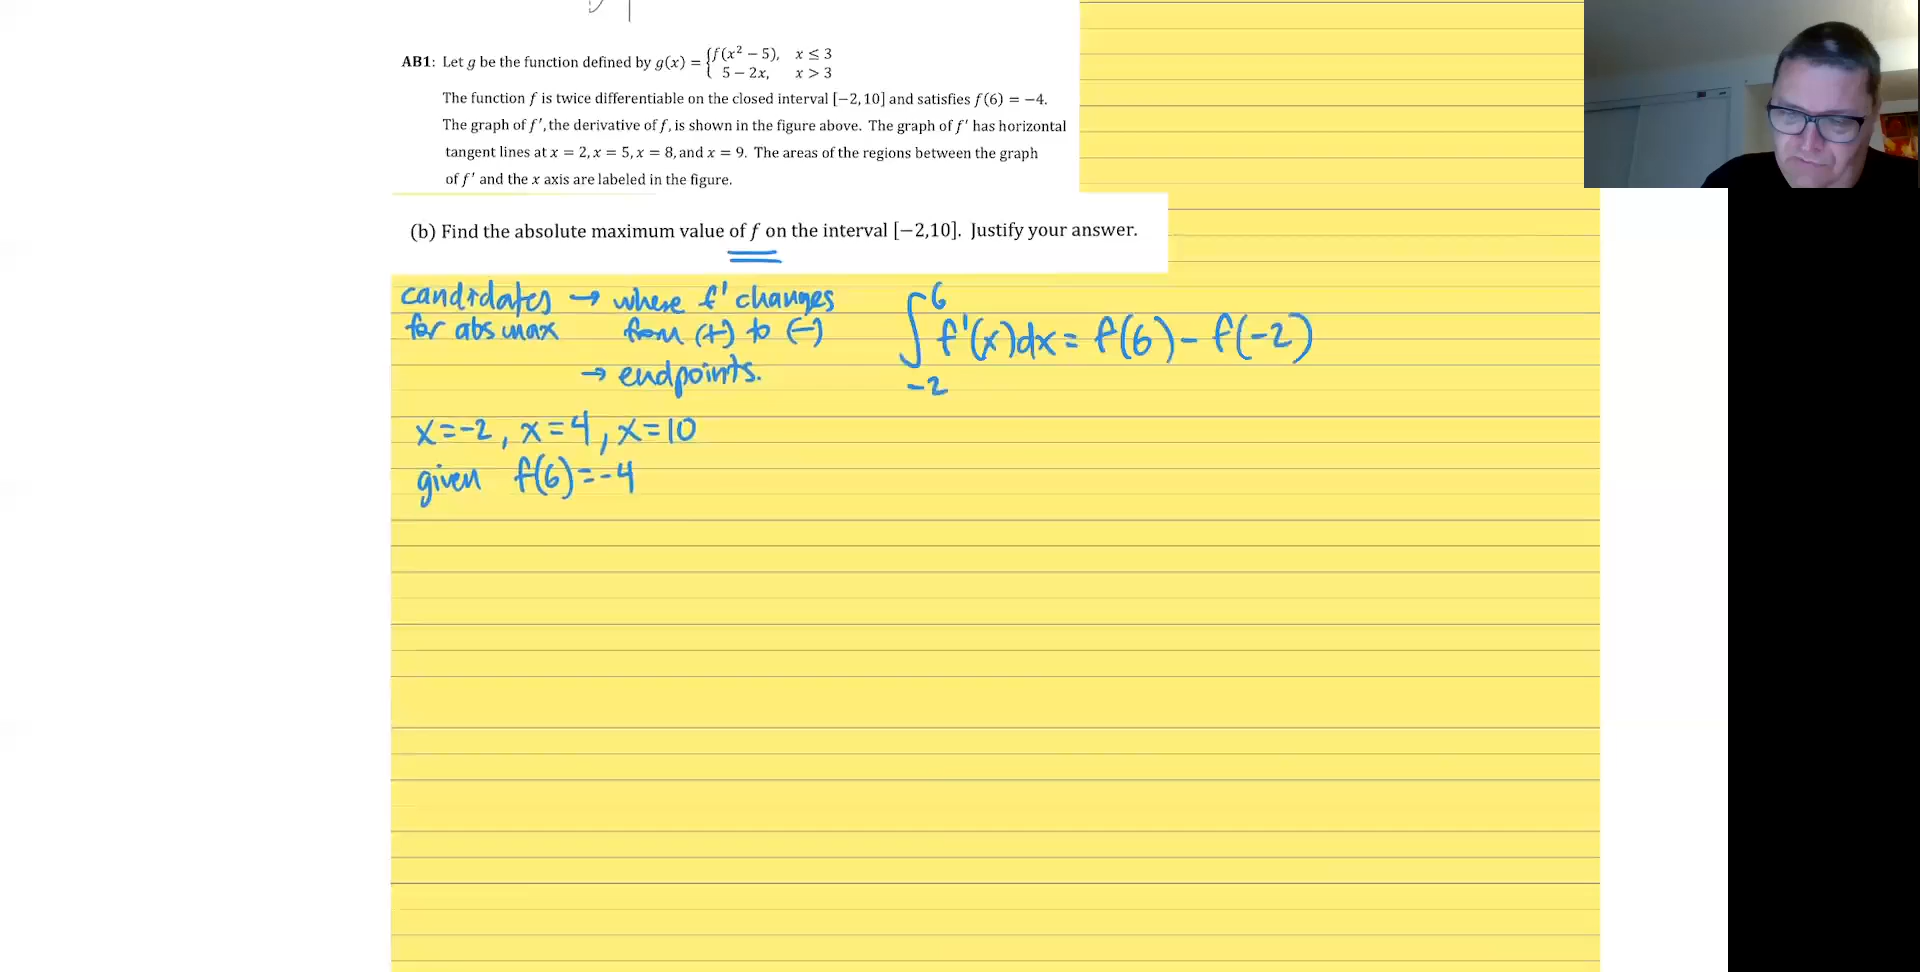 AB1: Let g be the function defined by g(x) = { f(x² − 5), x ≤ 3
5 − 2x, x > 3
The function f is twice differentiable on the closed interval [−2, 10] and satisfies f(6) = −4.
The graph of f′, the derivative of f, is shown in the figure above. The graph of f′ has horizontal
tangent lines at x = 2, x = 5, x = 8, and x = 9. The areas of the regions between the graph
of f′ and the x axis are labeled in the figure.
(b) Find the absolute maximum value of f on the interval [−2,10]. Justify your answer.
candidates → where f' changes
for abs max from (+) to (−)
→ endpoints.
x=-2, x=4, x=10
given f(6)=-4
∫_{-2}^{6} f'(x)dx = f(6) - f(-2)